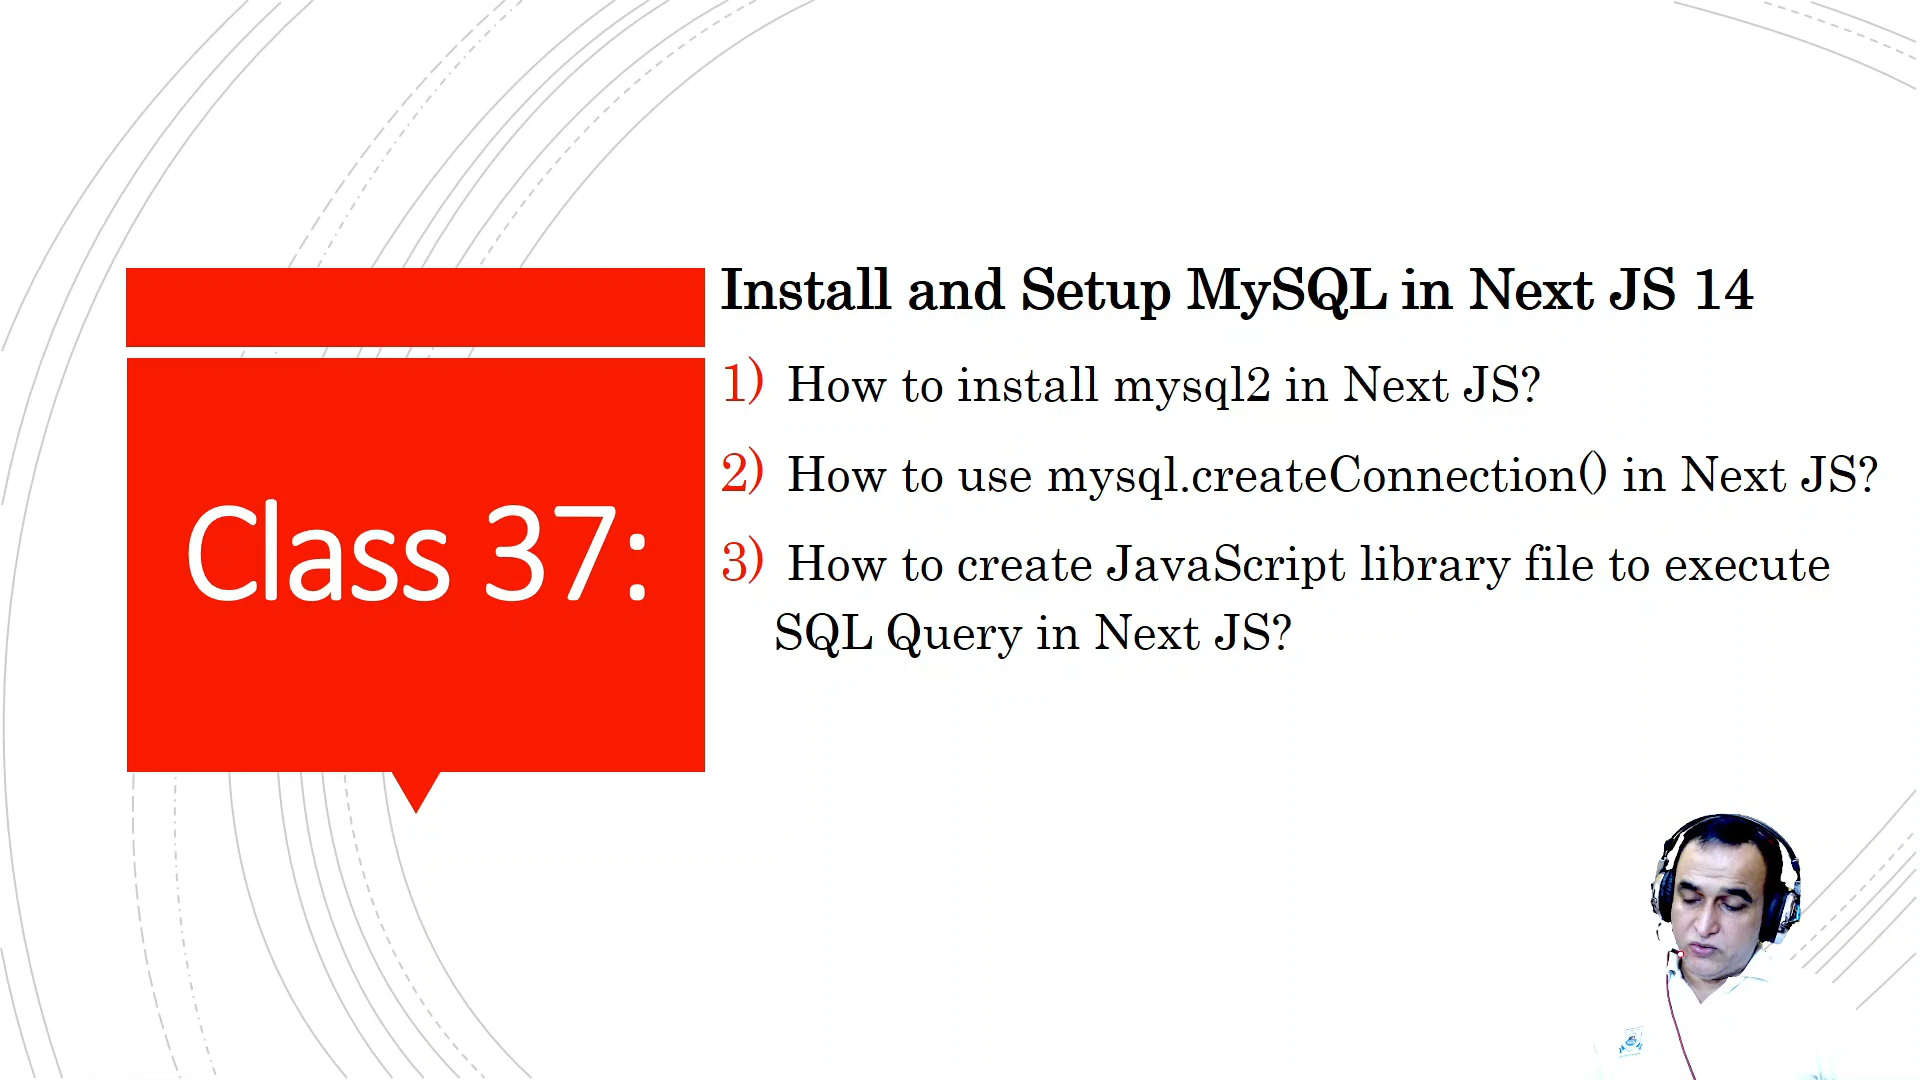 Install and Setup MySQL in Next JS 14
1) How to install mysql2 in Next JS?
2) How to use mysql.createConnection() in Next JS?
3) How to create JavaScript library file to execute
SQL Query in Next JS?
Class 37: